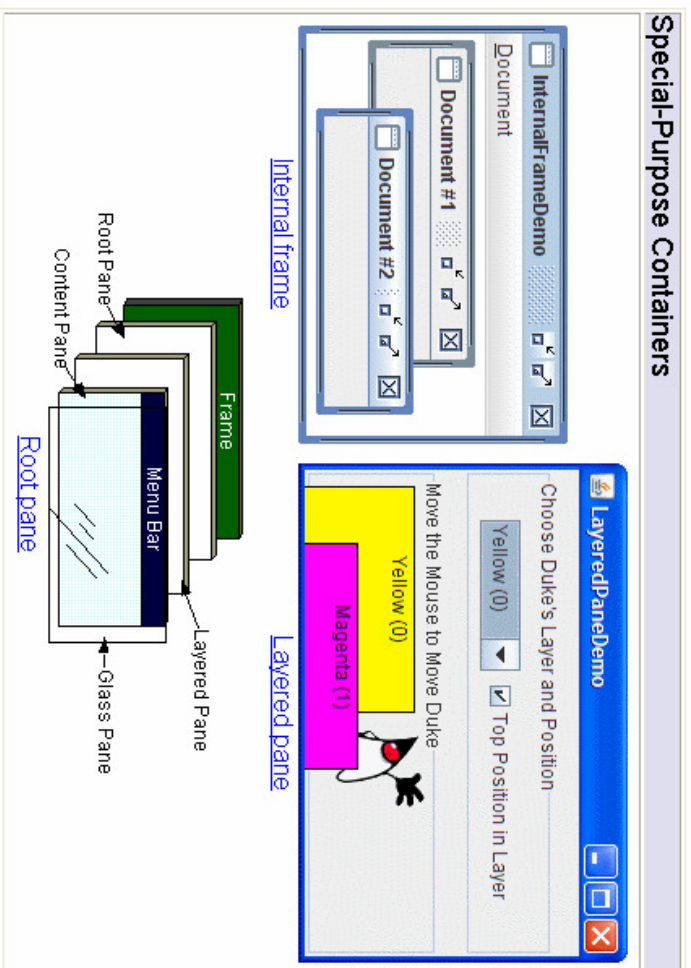 Special-Purpose Containers
InternalFrameDemo
Document
Document #1
Document #2
Internal frame
LayeredPaneDemo
Choose Duke's Layer and Position
Yellow (0)
Top Position in Layer
Move the Mouse to Move Duke
Yellow (0)
Magenta (1)
Layered pane
Frame
Root Pane
Menu Bar
Layered Pane
Content Pane
Glass Pane
Root pane